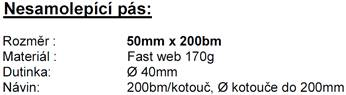 Nesamolepící pás:
Rozměr : 50mm x 200bm
Materiál : Fast web 170g
Dutinka: Ø 40mm
Návin: 200bm/kotouč, Ø kotouče do 200mm